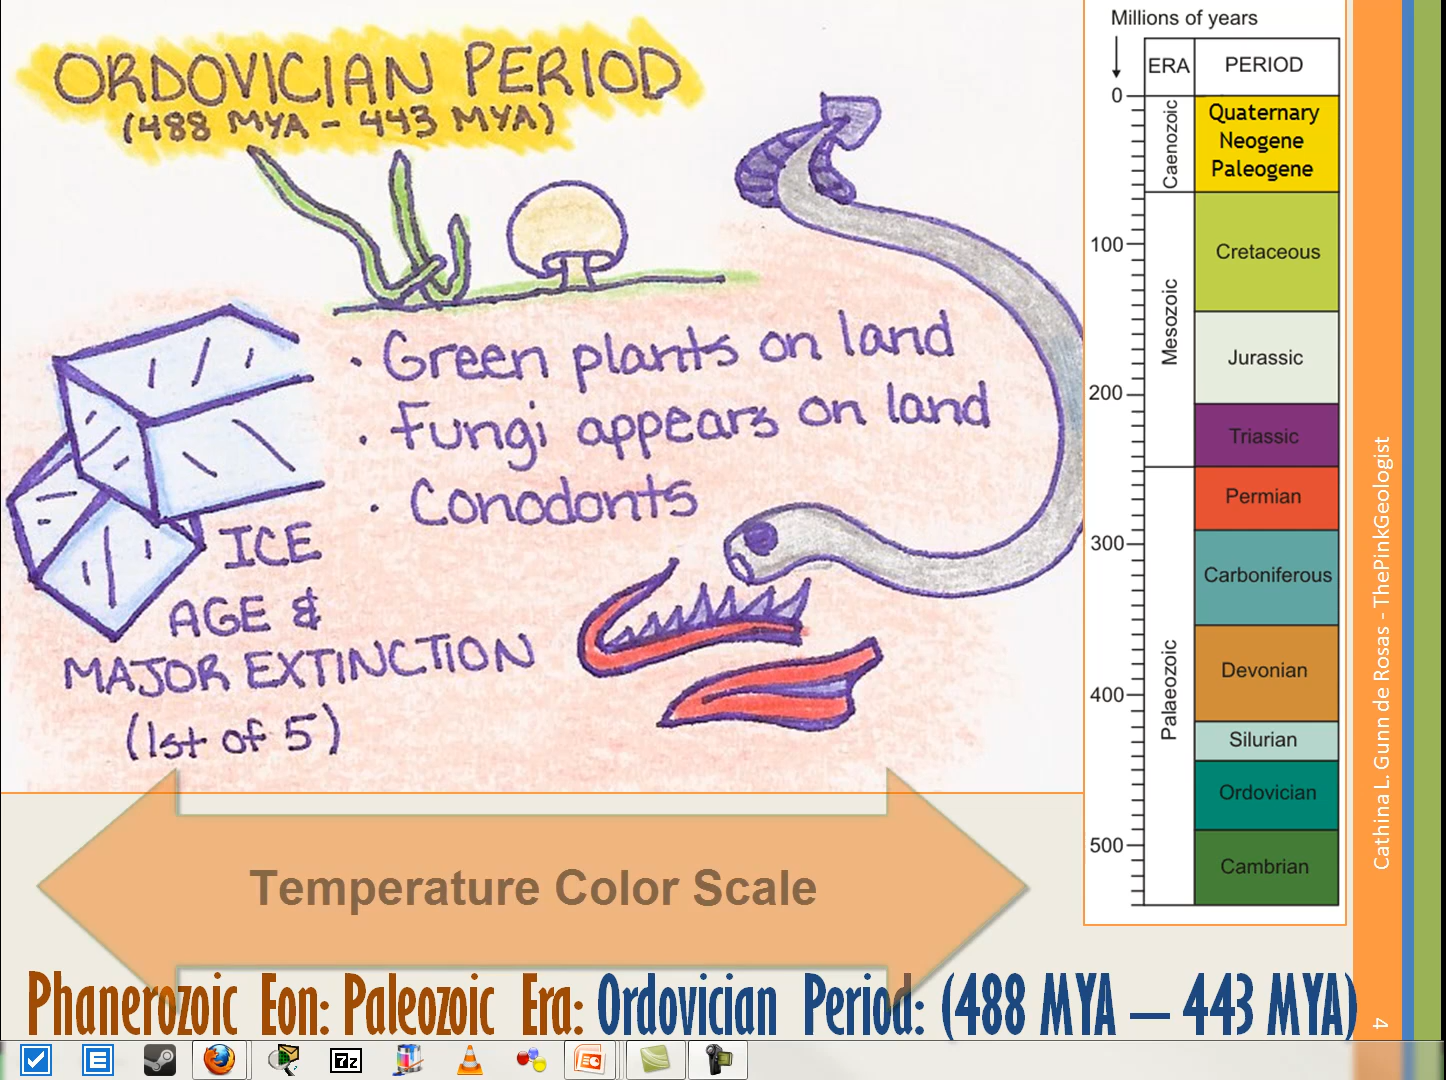 ORDOVICIAN PERIOD
(488 MYA - 443 MYA)
· Green plants on land
· Fungi appears on land
· Conodonts
ICE
AGE &
MAJOR EXTINCTION
(1st of 5)
Temperature Color Scale
Phanerozoic Eon: Paleozoic Era: Ordovician Period: (488 MYA — 443 MYA)
Millions of years
ERA PERIOD
0
Caenozoic
Quaternary
Neogene
Paleogene
100
Mesozoic
Cretaceous
Jurassic
200
Triassic
Palaeozoic
Permian
300
Carboniferous
Devonian
400
Silurian
Ordovician
500
Cambrian
Cathina L. Gunn de Rosas - ThePinkGeologist
4
7z